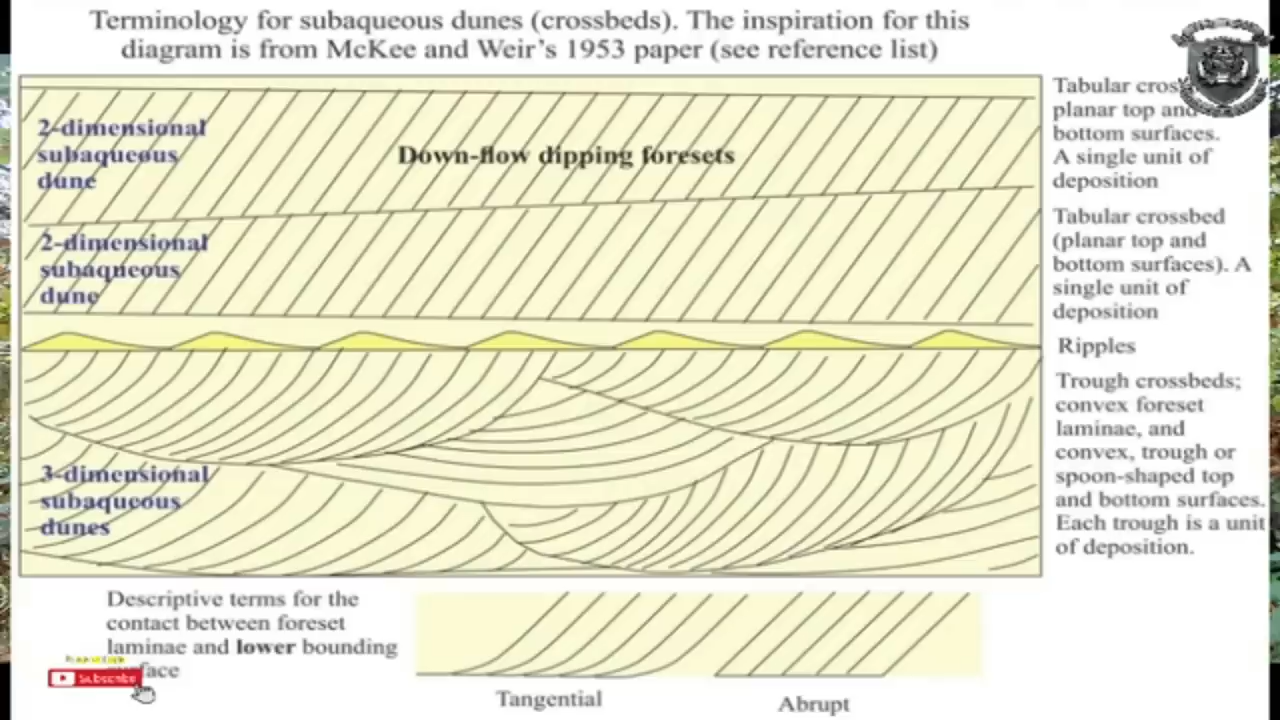 Terminology for subaqueous dunes (crossbeds). The inspiration for this
diagram is from McKee and Weir's 1953 paper (see reference list)
2-dimensional
subaqueous
dune
Down-flow dipping foresets
Tabular
planar top and
bottom surfaces.
A single unit of
deposition
2-dimensional
subaqueous
dune
Tabular crossbed
(planar top and
bottom surfaces). A
single unit of
deposition
Ripples
3-dimensional
subaqueous
dunes
Trough crossbeds;
convex foreset
laminae, and
convex, trough or
spoon-shaped top
and bottom surfaces.
Each trough is a unit
of deposition.
Descriptive terms for the
contact between foreset
laminae and lower bounding
Subscribe
Tangential
Abrupt